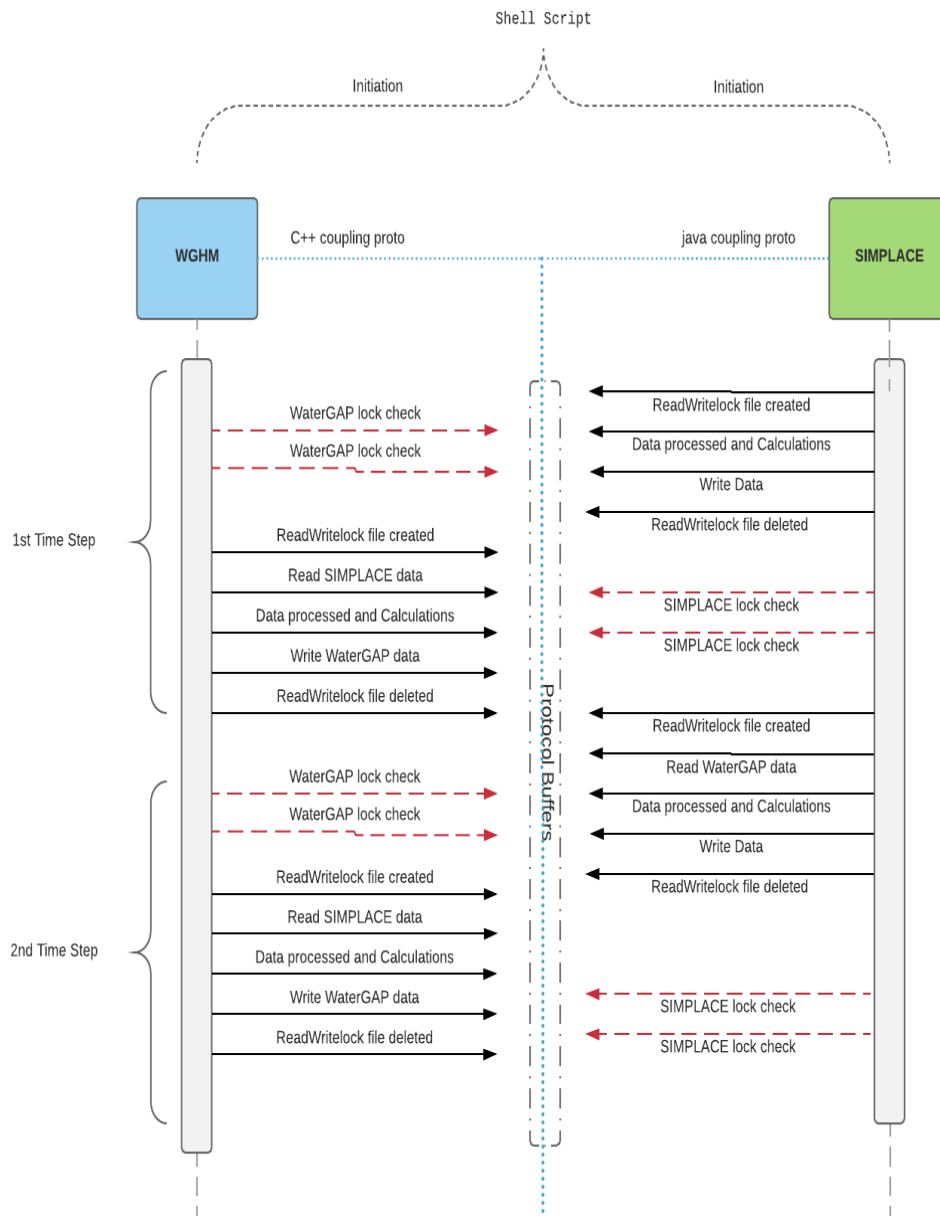 Shell Script
Initiation
Initiation
WGHM
C++ coupling proto
java coupling proto
SIMPLACE
ReadWritelock file created
WaterGAP lock check
Data processed and Calculations
WaterGAP lock check
Write Data
ReadWritelock file deleted
1st Time Step
ReadWritelock file created
Read SIMPLACE data
SIMPLACE lock check
Data processed and Calculations
SIMPLACE lock check
Write WaterGAP data
ReadWritelock file deleted
ReadWritelock file created
Protocol Buffers
Read WaterGAP data
WaterGAP lock check
Data processed and Calculations
WaterGAP lock check
Write Data
ReadWritelock file created
ReadWritelock file deleted
Read SIMPLACE data
2nd Time Step
Data processed and Calculations
Write WaterGAP data
SIMPLACE lock check
ReadWritelock file deleted
SIMPLACE lock check